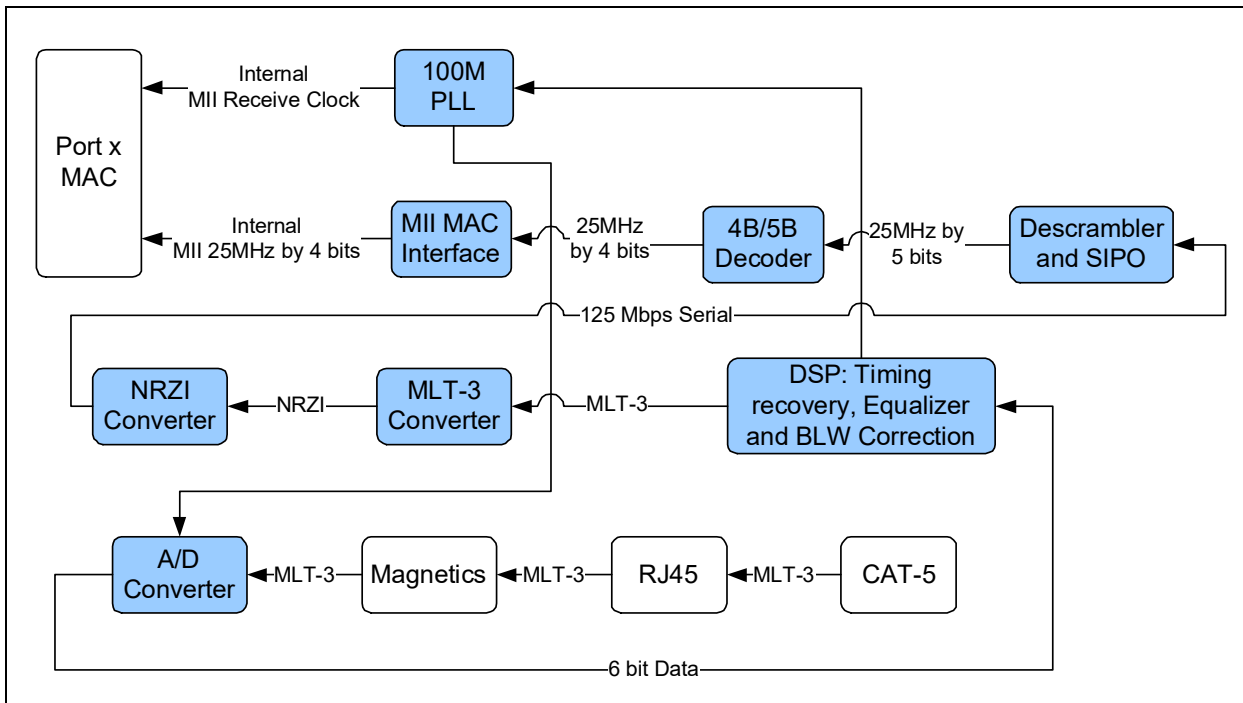 Port x
MAC
Internal
MII Receive Clock
100M
PLL
Internal
MII 25MHz by 4 bits
MII MAC
Interface
25MHz
by 4 bits
4B/5B
Decoder
25MHz by
5 bits
Descrambler
and SIPO
125 Mbps Serial
NRZI
Converter
NRZI
MLT-3
Converter
MLT-3
DSP: Timing
recovery, Equalizer
and BLW Correction
A/D
Converter
MLT-3
Magnetics
MLT-3
RJ45
MLT-3
CAT-5
6 bit Data